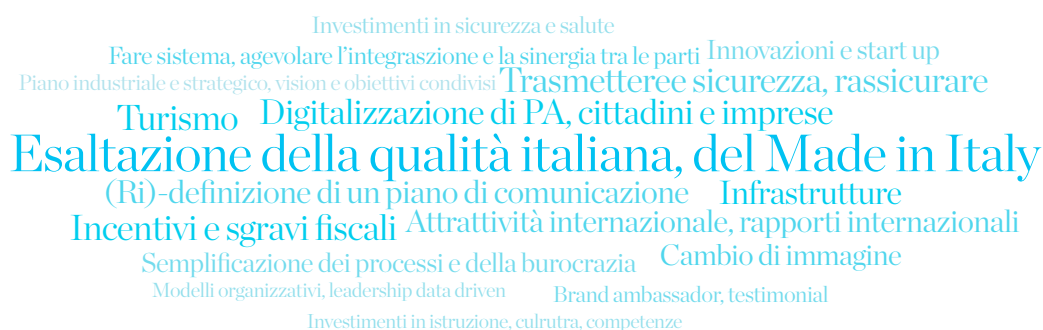 Investimenti in sicurezza e salute
Fare sistema, agevolare l'integraszione e la sinergia tra le parti
Innovazioni e start up
Piano industriale e strategico, vision e obiettivi condivisi
Trasmetteree sicurezza, rassicurare
Turismo
Digitalizzazione di PA, cittadini e imprese
Esaltazione della qualità italiana, del Made in Italy
(Ri)-definizione di un piano di comunicazione
Infrastrutture
Incentivi e sgravi fiscali
Attrattività internazionale, rapporti internazionali
Semplificazione dei processi e della burocrazia
Cambio di immagine
Modelli organizzativi, leadership data driven
Brand ambassador, testimonial
Investimenti in istruzione, culrutra, competenze